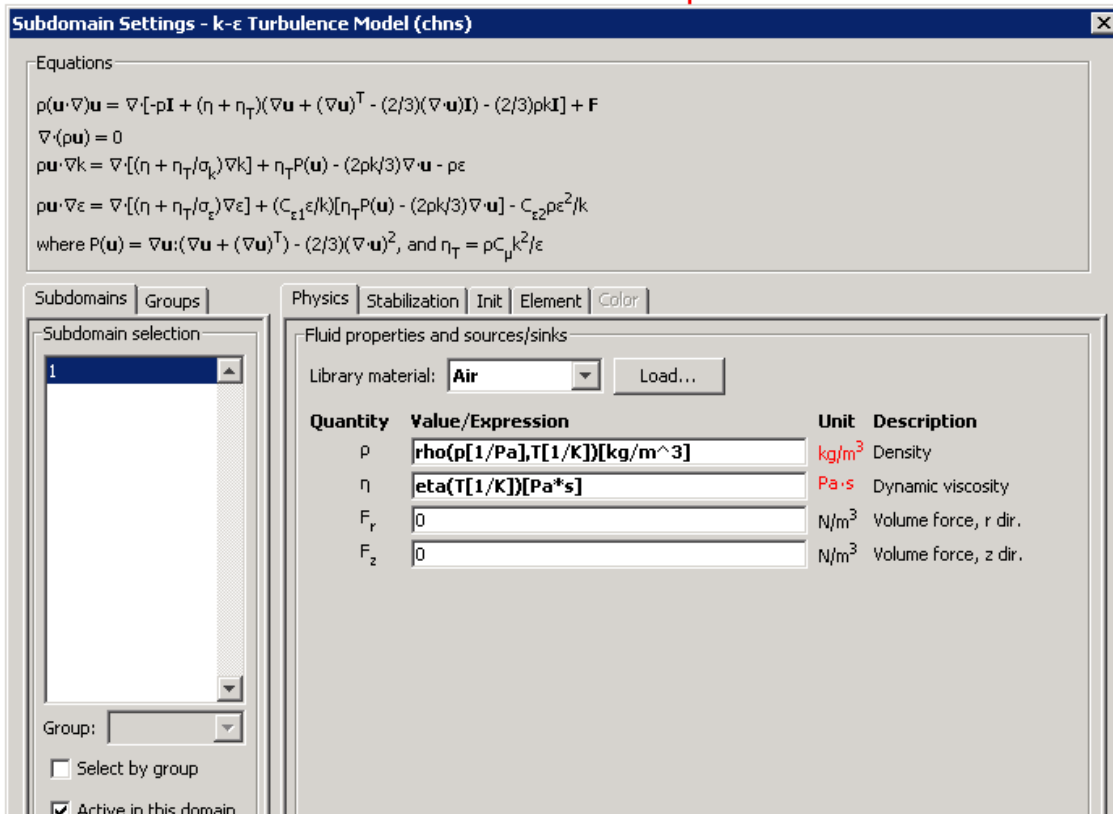 Subdomain Settings - k-ε Turbulence Model (chns)
Equations
ρ(u·∇)u = ∇·[-pI + (η + η_T)(∇u + (∇u)^T - (2/3)(∇·u)I) - (2/3)ρkI] + F
∇·(ρu) = 0
ρu·∇k = ∇·[(η + η_T/σ_k)∇k] + η_TP(u) - (2ρk/3)∇·u - ρε
ρu·∇ε = ∇·[(η + η_T/σ_ε)∇ε] + (C_ε1ε/k)[η_TP(u) - (2ρk/3)∇·u] - C_ε2ρε²/k
where P(u) = ∇u:(∇u + (∇u)^T) - (2/3)(∇·u)², and η_T = ρC_μk²/ε
Subdomains Groups
Physics Stabilization Init Element Color
Subdomain selection
1
Fluid properties and sources/sinks
Library material: Air Load...
Quantity Value/Expression Unit Description
ρ rho(p[1/Pa],T[1/K])[kg/m^3] kg/m³ Density
η eta(T[1/K])[Pa*s] Pa·s Dynamic viscosity
F_r 0 N/m³ Volume force, r dir.
F_z 0 N/m³ Volume force, z dir.
Group:
Select by group
Active in this domain